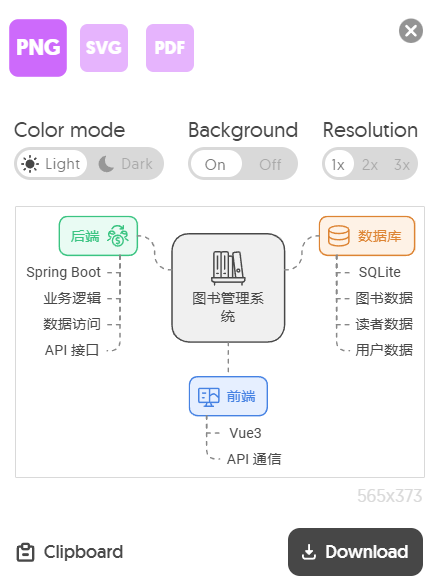 PNG SVG PDF
Color mode Background Resolution
Light Dark On Off 1x 2x 3x
后端
Spring Boot
业务逻辑
数据访问
API 接口
图书管理系
统
数据库
SQLite
图书数据
读者数据
用户数据
前端
Vue3
API 通信
565x373
Clipboard Download